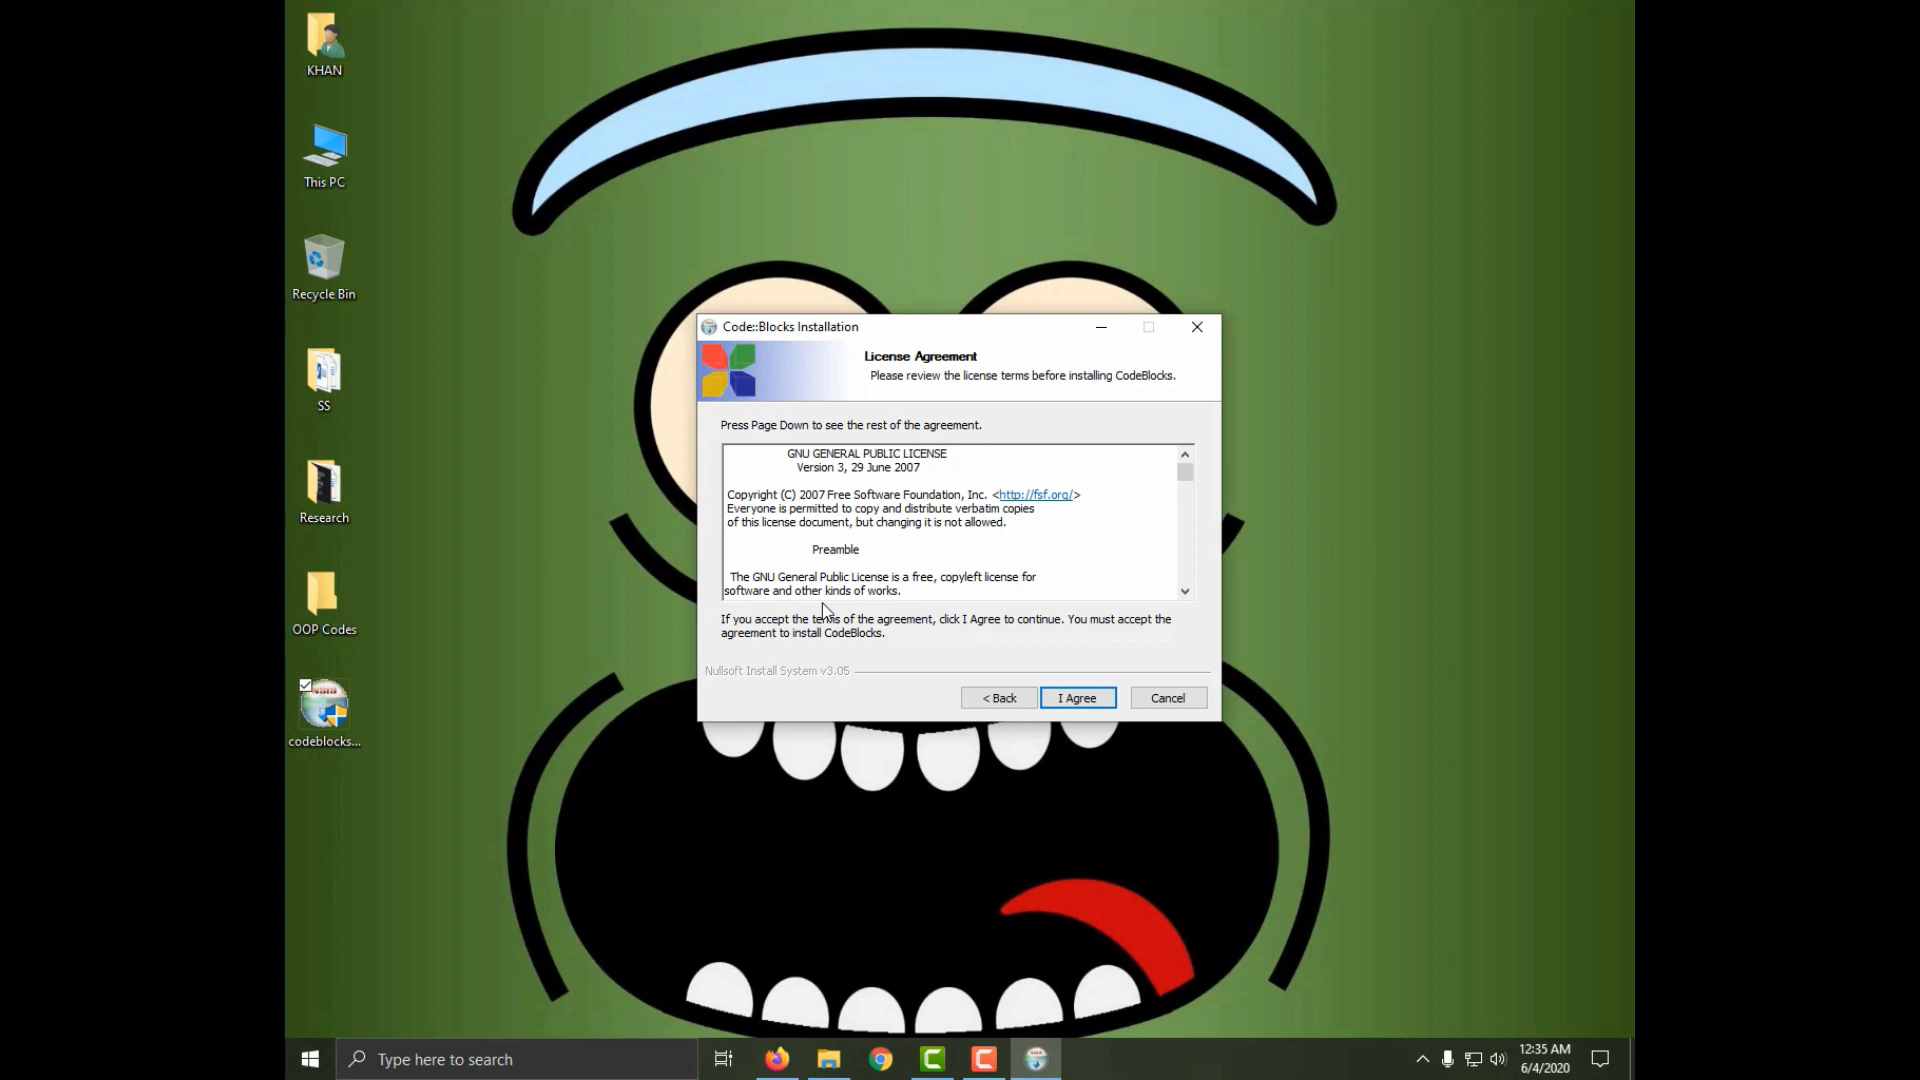 KHAN
This PC
Recycle Bin
SS
Research
OOP Codes
codeblocks...
Code::Blocks Installation
License Agreement
Please review the license terms before installing CodeBlocks.
Press Page Down to see the rest of the agreement.
GNU GENERAL PUBLIC LICENSE
Version 3, 29 June 2007
Copyright (C) 2007 Free Software Foundation, Inc. <http://fsf.org/>
Everyone is permitted to copy and distribute verbatim copies
of this license document, but changing it is not allowed.
Preamble
The GNU General Public License is a free, copyleft license for
software and other kinds of works.
If you accept the terms of the agreement, click I Agree to continue. You must accept the
agreement to install CodeBlocks.
Nullsoft Install System v3.05
< Back
I Agree
Cancel
Type here to search
12:35 AM
6/4/2020